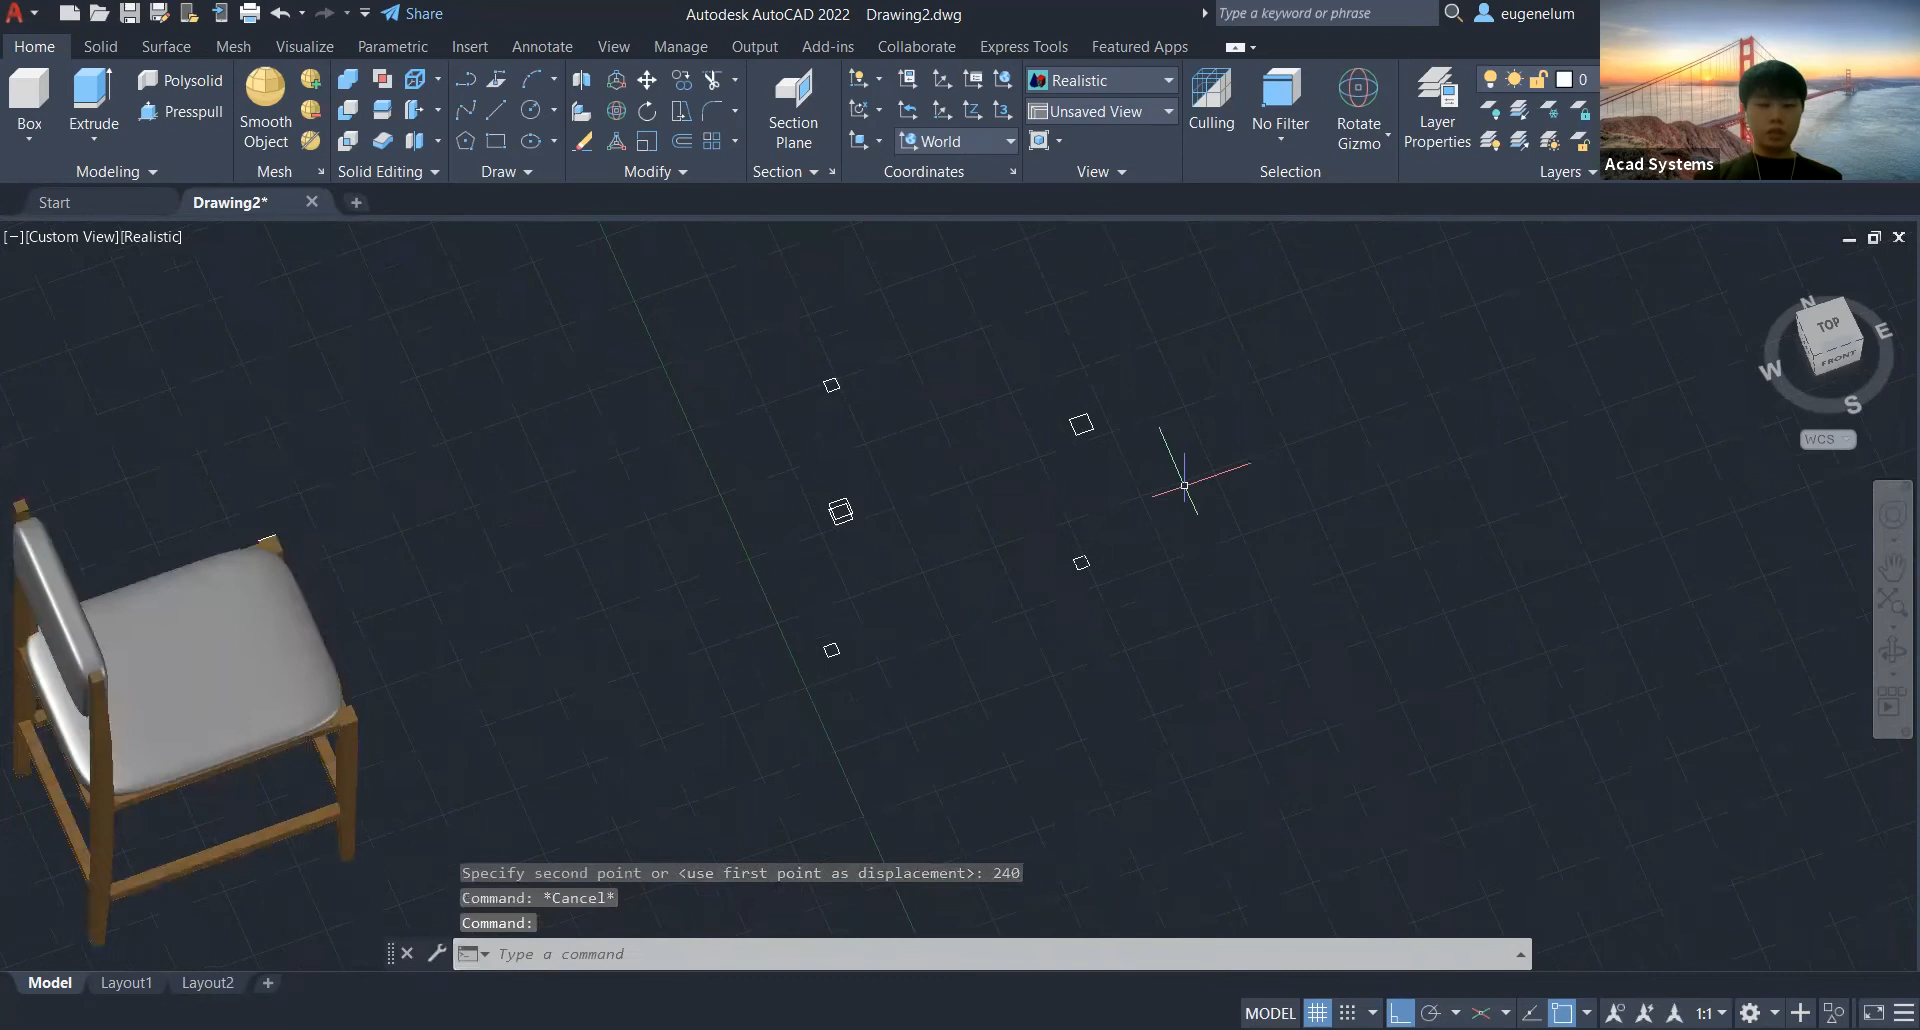 Share
Autodesk AutoCAD 2022 Drawing2.dwg
Type a keyword or phrase
eugenelum
Home Solid Surface Mesh Visualize Parametric Insert Annotate View Manage Output Add-ins Collaborate Express Tools Featured Apps
Box
Extrude
Polysolid
Presspull
Smooth
Object
Section
Plane
World
Realistic
Unsaved View
Culling
No Filter
Rotate
Gizmo
Layer
Properties
0
Modeling
Mesh
Solid Editing
Draw
Modify
Section
Coordinates
View
Selection
Layers
Acad Systems
Start
Drawing2*
[−][Custom View][Realistic]
N
E
S
W
TOP
FRONT
WCS
Specify second point or <use first point as displacement>: 240
Command: *Cancel*
Command:
Type a command
Model Layout1 Layout2
MODEL
1:1